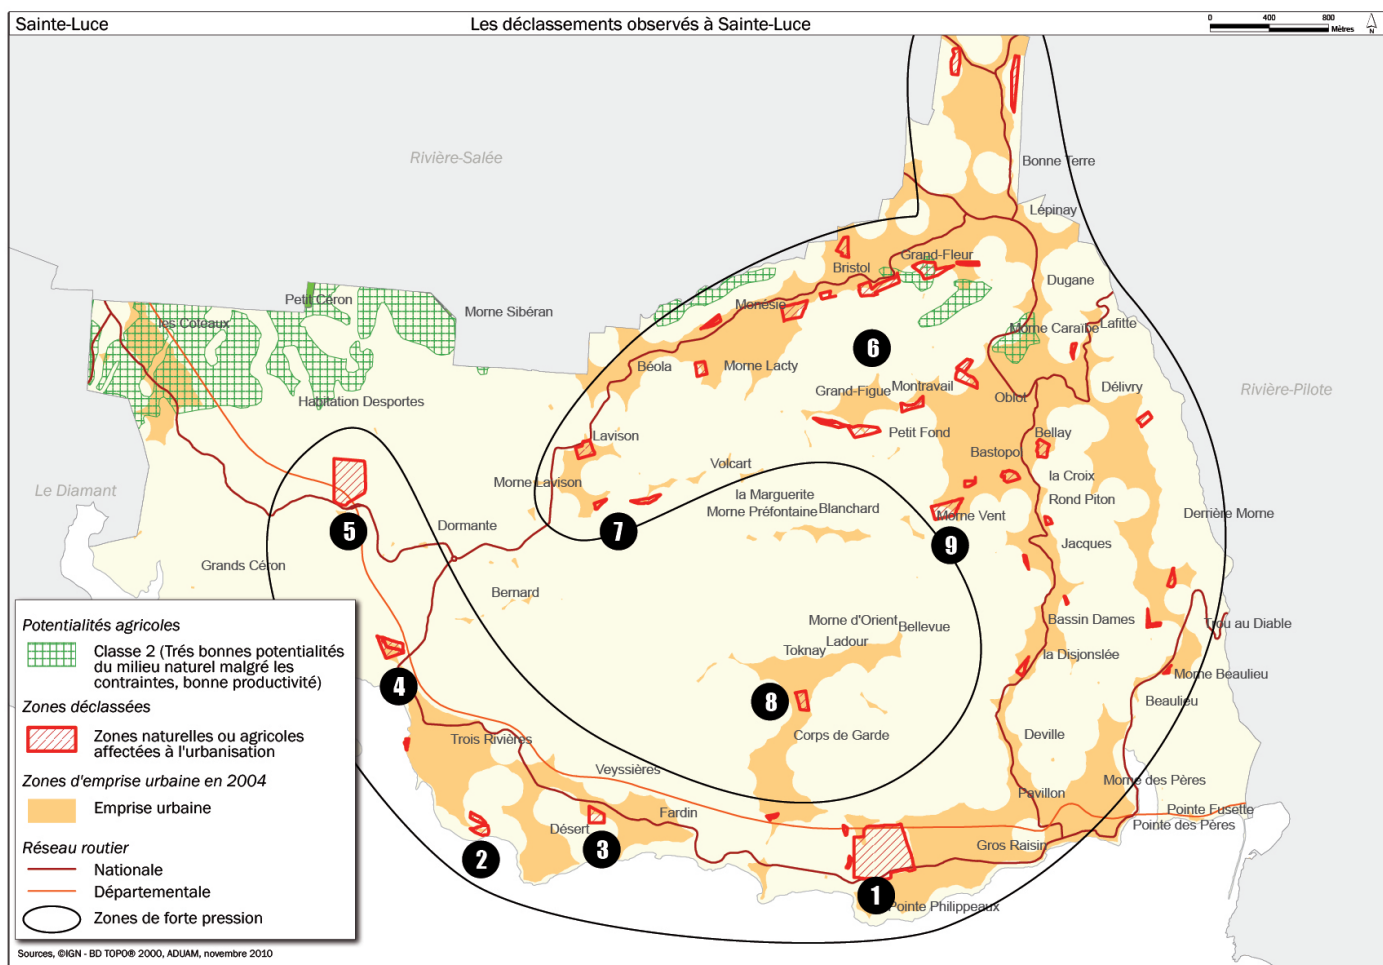 Sainte-Luce
Les déclassements observés à Sainte-Luce
0 400 800
Mètres
N
Rivière-Salée
Bonne Terre
Lépinay
Grand-Fleur
Bristol
Dugane
Petit Céron
Morne Sibéran
Monésie
les Coteaux
Morne Caraïbe
Lafitte
6
Béola
Morne Lacty
Grand-Figue
Montravail
Délivry
Rivière-Pilote
Oblot
Habitation Desportes
Petit Fond
Bellay
Lavison
Bastopol
Volcart
la Croix
Morne Lavison
la Marguerite
Rond Piton
Le Diamant
Morne Préfontaine
Blanchard
Morne Vent
Derrière Morne
5
Dormante
7
9
Jacques
Grands Céron
Bernard
Morne d'Orient
Bellevue
Bassin Dames
Trou au Diable
Ladour
Toknay
la Disjonslée
Morne Beaulieu
4
8
Beaulieu
Trois Rivières
Corps de Garde
Deville
Veyssières
Morne des Pères
Pavillon
Fardin
Pointe Fusette
Désert
Pointe des Pères
2
3
Gros Raisin
1
Pointe Philippeaux
Potentialités agricoles
Classe 2 (Trés bonnes potentialités
du milieu naturel malgré les
contraintes, bonne productivité)
Zones déclassées
Zones naturelles ou agricoles
affectées à l'urbanisation
Zones d'emprise urbaine en 2004
Emprise urbaine
Réseau routier
Nationale
Départementale
Zones de forte pression
Sources, ©IGN - BD TOPO® 2000, ADUAM, novembre 2010